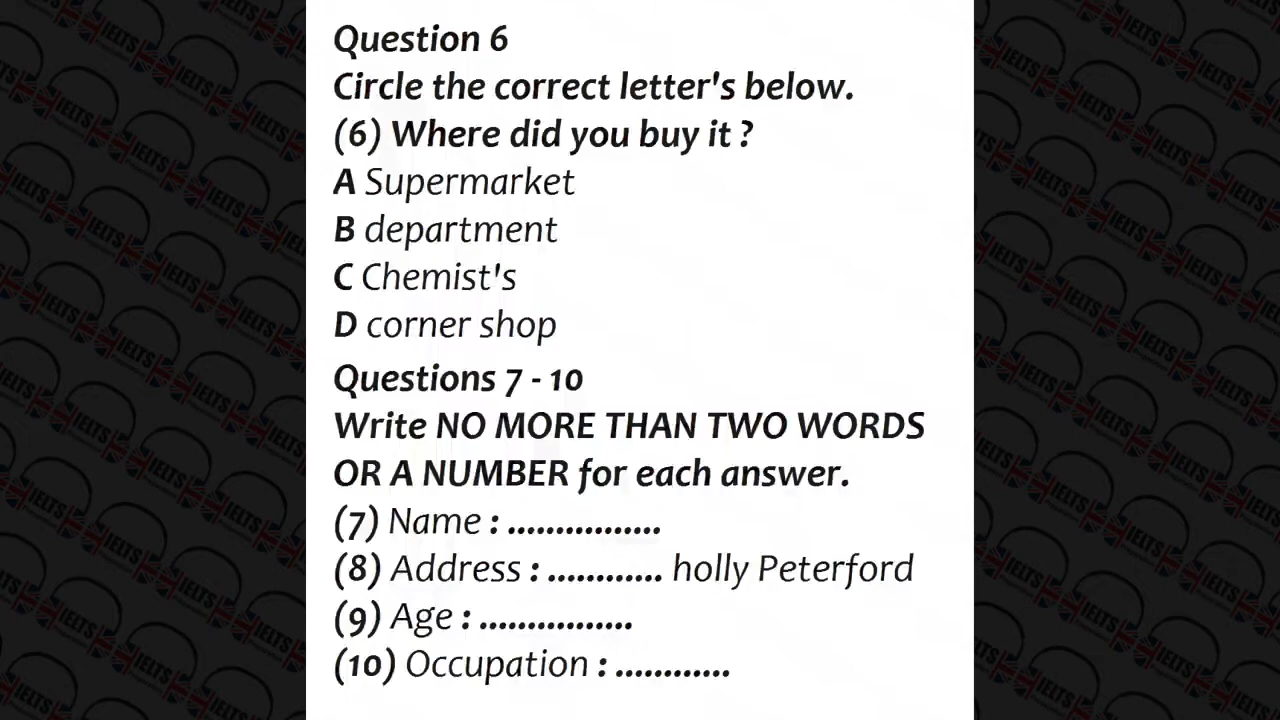 Question 6
Circle the correct letter's below.
(6) Where did you buy it ?
A Supermarket
B department
C Chemist's
D corner shop
Questions 7 - 10
Write NO MORE THAN TWO WORDS
OR A NUMBER for each answer.
(7) Name : ................
(8) Address : ............ holly Peterford
(9) Age : ................
(10) Occupation : ............